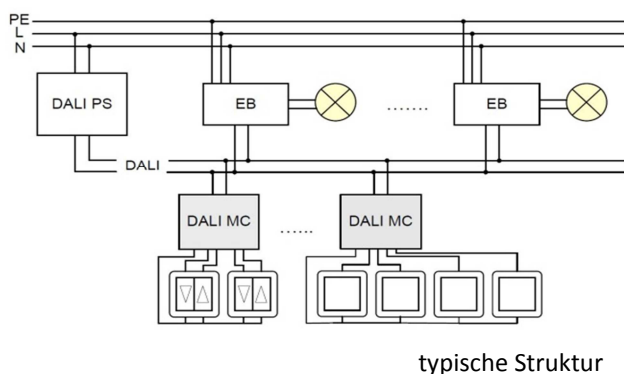 PE
L
N
DALI PS
EB
.......
EB
DALI
DALI MC
......
DALI MC
typische Struktur